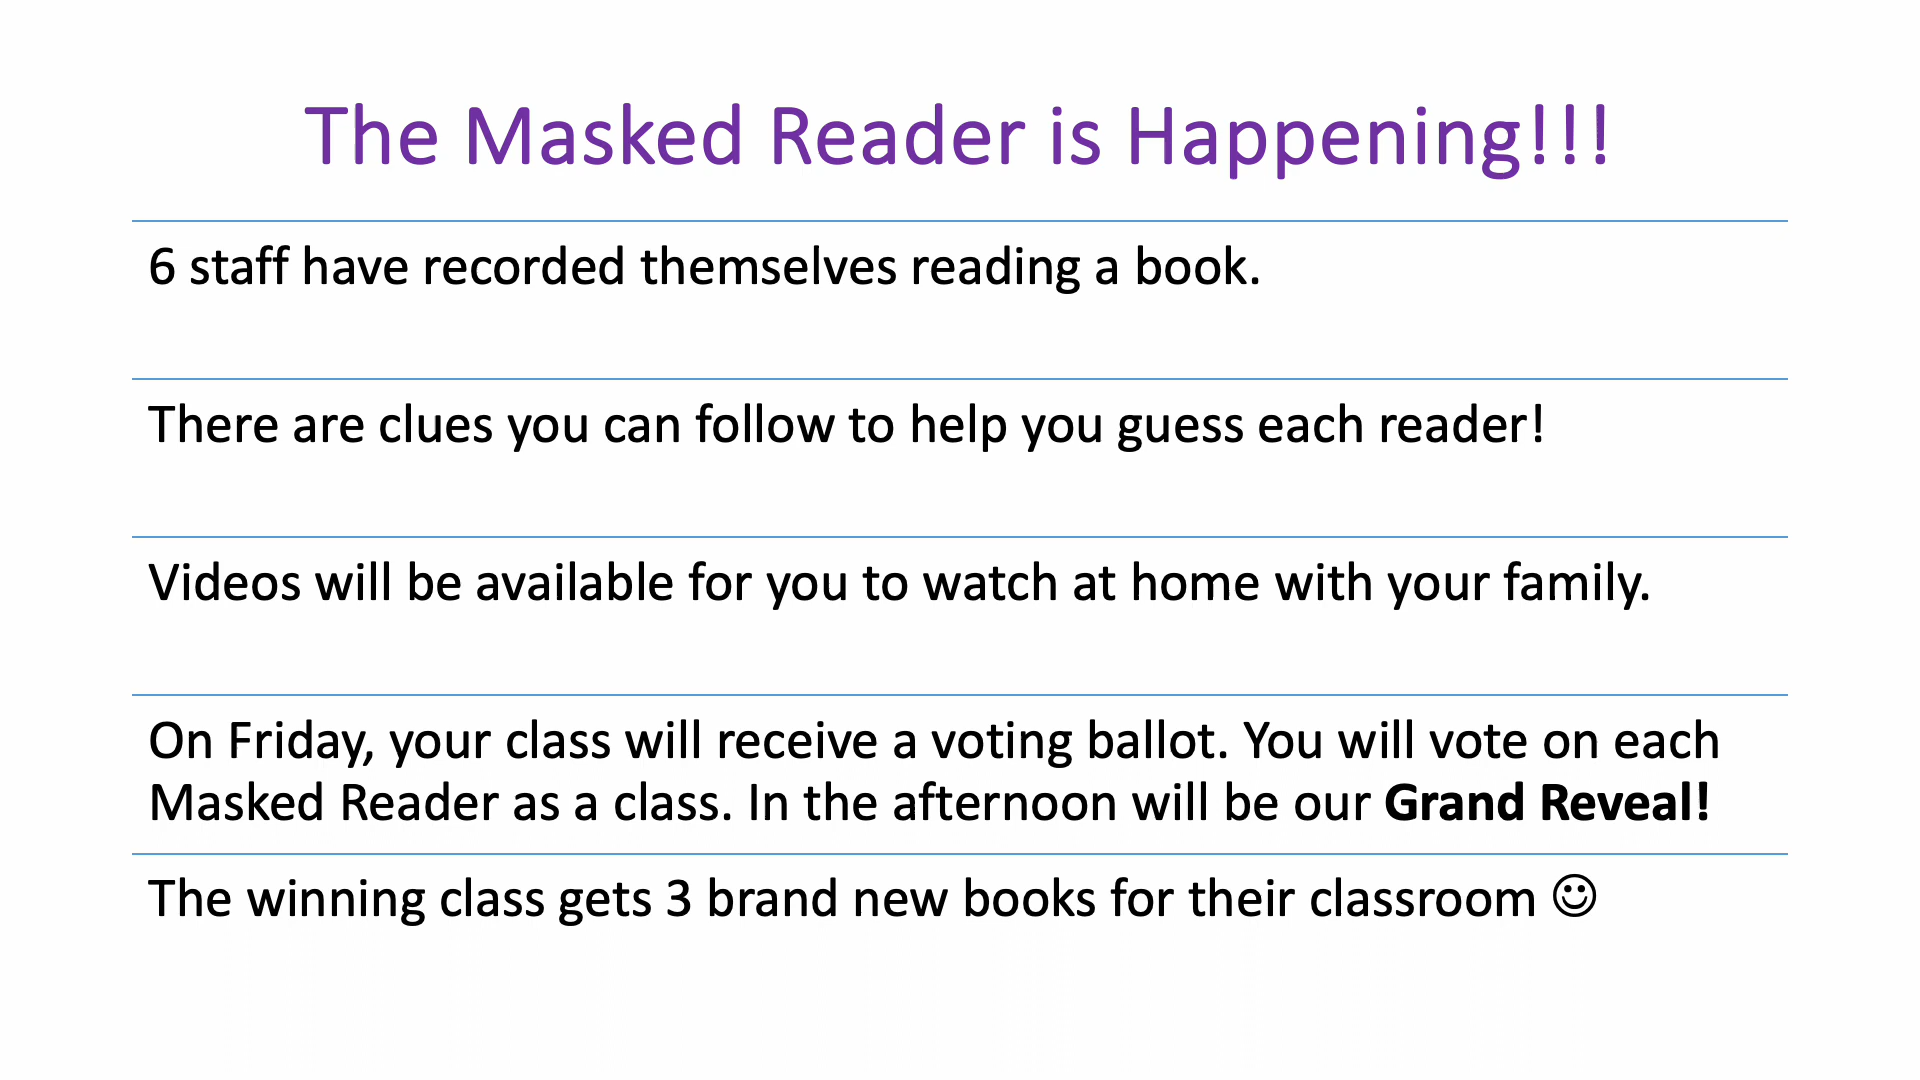 The Masked Reader is Happening!!!
6 staff have recorded themselves reading a book.
There are clues you can follow to help you guess each reader!
Videos will be available for you to watch at home with your family.
On Friday, your class will receive a voting ballot. You will vote on each
Masked Reader as a class. In the afternoon will be our Grand Reveal!
The winning class gets 3 brand new books for their classroom ☺